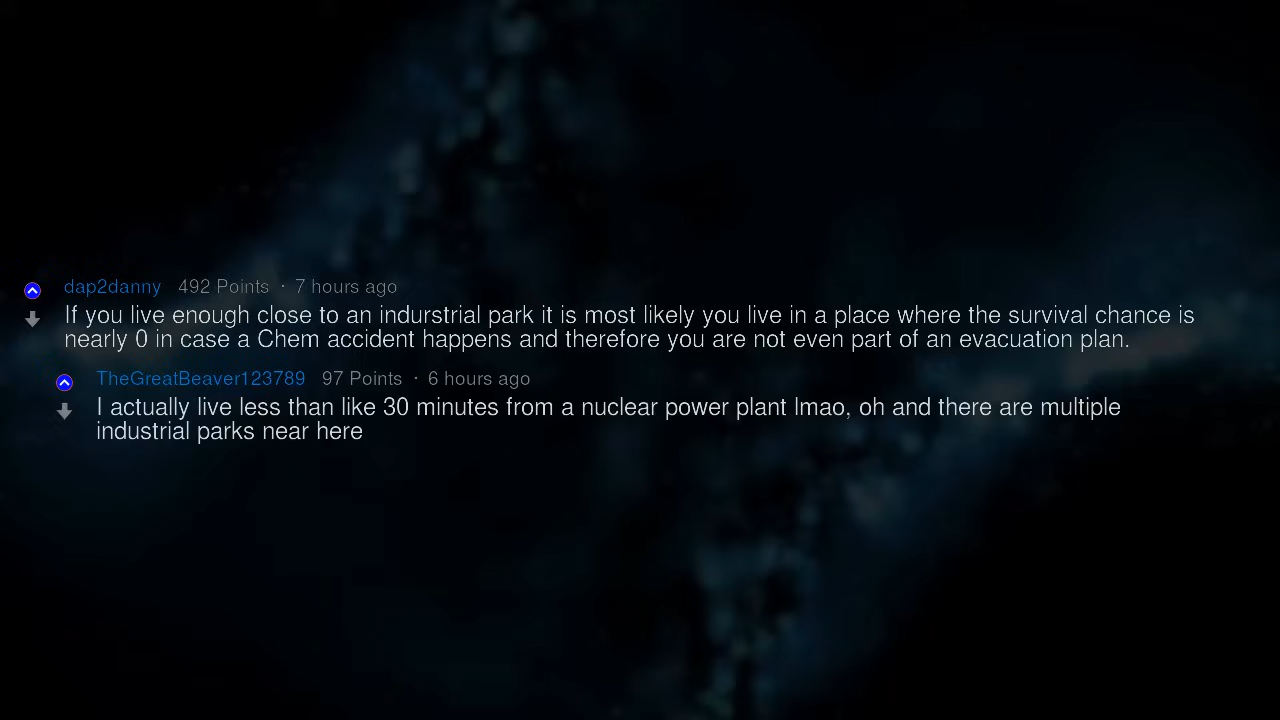 dap2danny 492 Points · 7 hours ago
If you live enough close to an indurstrial park it is most likely you live in a place where the survival chance is
nearly 0 in case a Chem accident happens and therefore you are not even part of an evacuation plan.
TheGreatBeaver123789 97 Points · 6 hours ago
I actually live less than like 30 minutes from a nuclear power plant lmao, oh and there are multiple
industrial parks near here